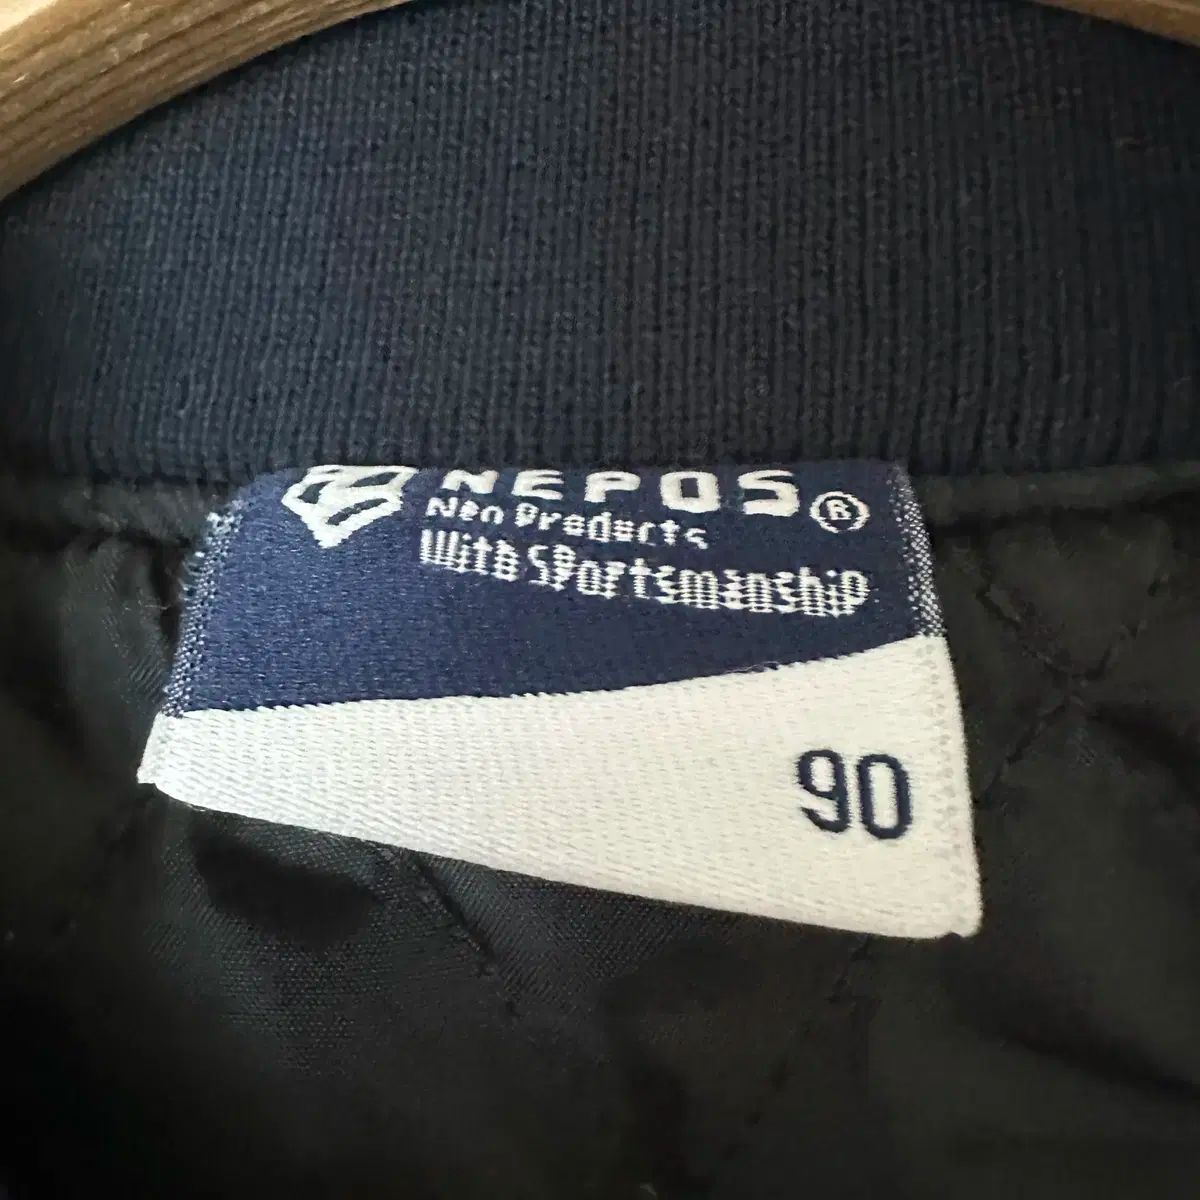 NEPOS®
Neo Products
With Sportsmanship
90